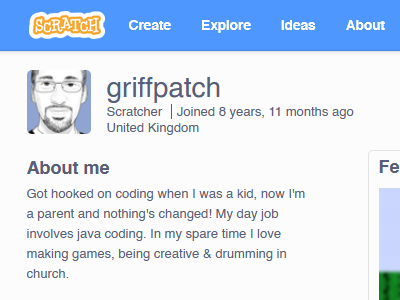 SCRATCH Create Explore Ideas About
griffpatch
Scratcher | Joined 8 years, 11 months ago
United Kingdom
About me
Fe
Got hooked on coding when I was a kid, now I'm
a parent and nothing's changed! My day job
involves java coding. In my spare time I love
making games, being creative & drumming in
church.